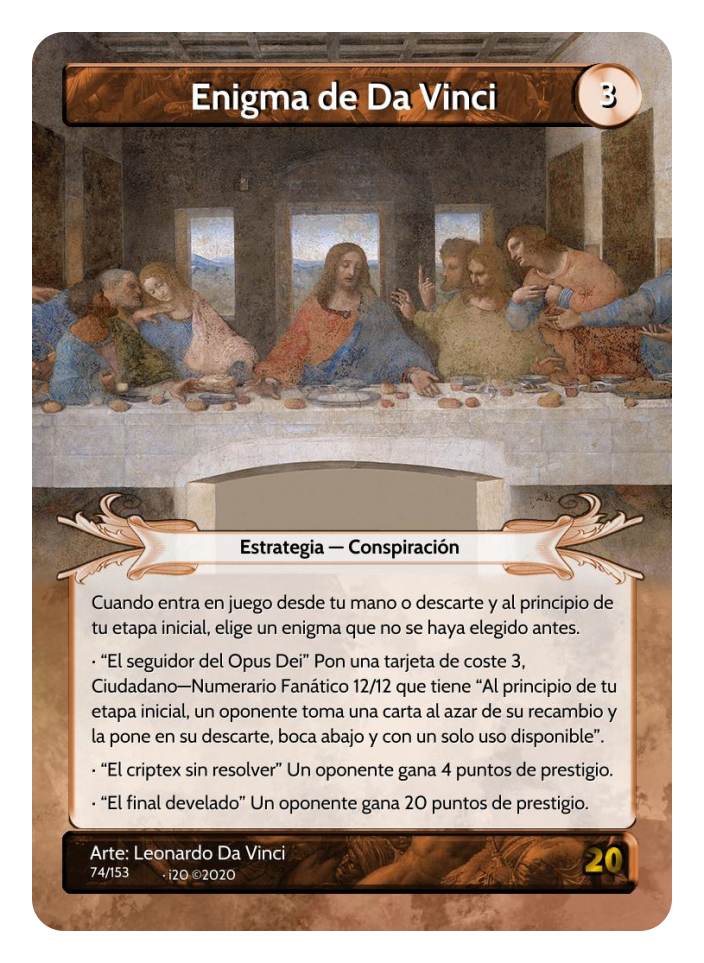 Enigma de Da Vinci
3
Estrategia — Conspiración
Cuando entra en juego desde tu mano o descarte y al principio de
tu etapa inicial, elige un enigma que no se haya elegido antes.
· “El seguidor del Opus Dei” Pon una tarjeta de coste 3,
Ciudadano—Numerario Fanático 12/12 que tiene “Al principio de tu
etapa inicial, un oponente toma una carta al azar de su recambio y
la pone en su descarte, boca abajo y con un solo uso disponible”.
· “El criptex sin resolver” Un oponente gana 4 puntos de prestigio.
· “El final develado” Un oponente gana 20 puntos de prestigio.
Arte: Leonardo Da Vinci
74/153 · i20 ©2020
20